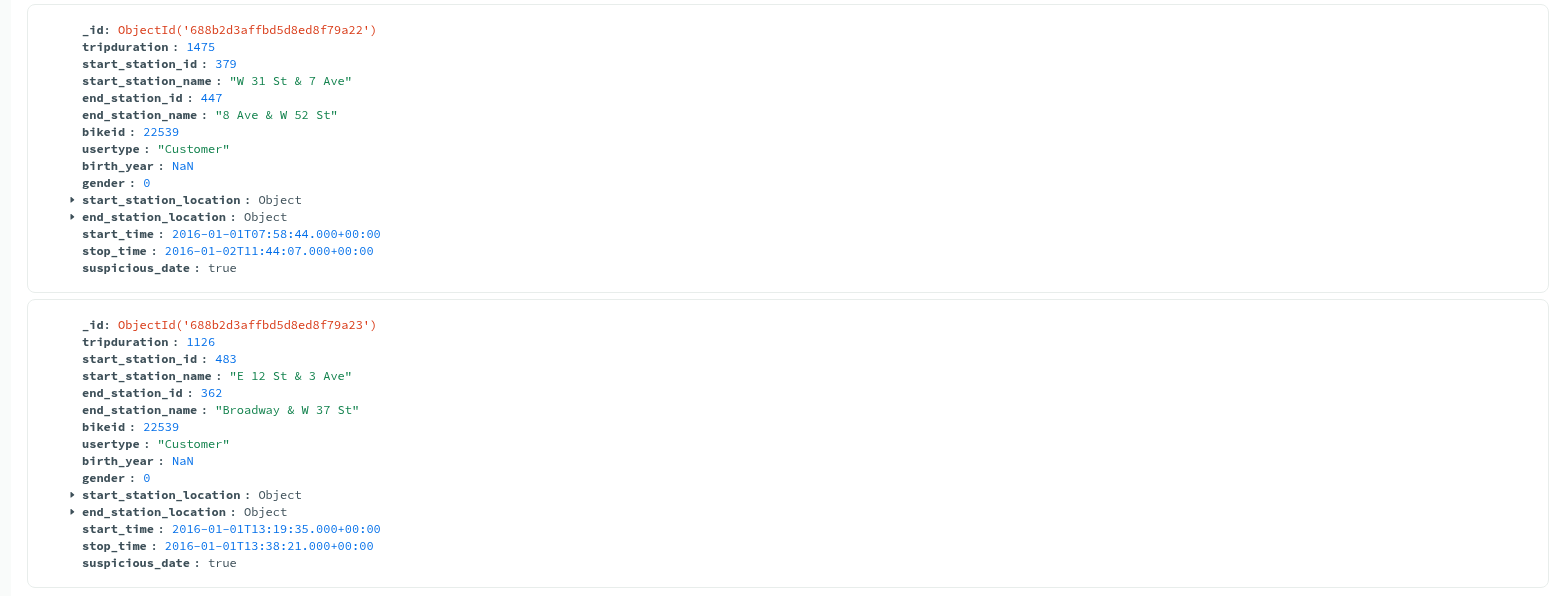 _id: ObjectId('688b2d3affbd5d8ed8f79a22')
tripduration : 1475
start_station_id : 379
start_station_name : "W 31 St & 7 Ave"
end_station_id : 447
end_station_name : "8 Ave & W 52 St"
bikeid : 22539
usertype : "Customer"
birth_year : NaN
gender : 0
start_station_location : Object
end_station_location : Object
start_time : 2016-01-01T07:58:44.000+00:00
stop_time : 2016-01-02T11:44:07.000+00:00
suspicious_date : true
_id: ObjectId('688b2d3affbd5d8ed8f79a23')
tripduration : 1126
start_station_id : 483
start_station_name : "E 12 St & 3 Ave"
end_station_id : 362
end_station_name : "Broadway & W 37 St"
bikeid : 22539
usertype : "Customer"
birth_year : NaN
gender : 0
start_station_location : Object
end_station_location : Object
start_time : 2016-01-01T13:19:35.000+00:00
stop_time : 2016-01-01T13:38:21.000+00:00
suspicious_date : true